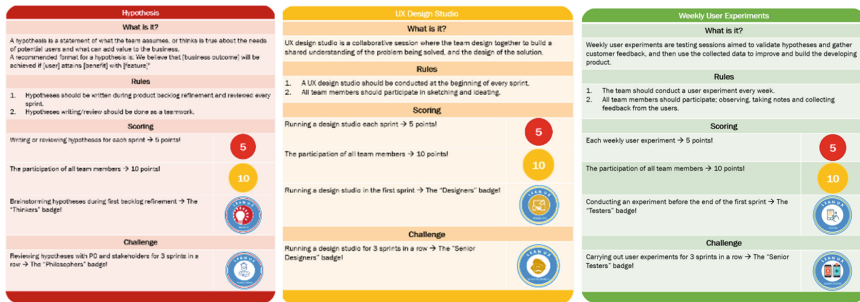 Hypothesis
What is it?
A hypothesis is a statement of what the team assumes, or thinks is true about the needs
of potential users and what can add value to the business.
A recommended format for a hypothesis is: We believe that [business outcome] will be
achieved if [user] attains [benefit] with [feature]"
Rules
1. Hypotheses should be written during product backlog refinement and reviewed every
sprint.
2. Hypotheses writing/review should be done as a teamwork.
Scoring
Writing or reviewing hypotheses for each sprint → 5 points!
5
The participation of all team members → 10 points!
10
Brainstorming hypotheses during first backlog refinement → The
"Thinkers" badge!
Challenge
Reviewing hypotheses with PO and stakeholders for 3 sprints in a
row → The "Philosophers" badge!
UX Design Studio
What is it?
UX design studio is a collaborative session where the team design together to build a
shared understanding of the problem being solved, and the design of the solution.
Rules
1. A UX design studio should be conducted at the beginning of every sprint.
2. All team members should participate in sketching and ideating.
Scoring
Running a design studio each sprint → 5 points!
5
The participation of all team members → 10 points!
10
Running a design studio in the first sprint → The "Designers" badge!
Challenge
Running a design studio for 3 sprints in a row → The "Senior
Designers" badge!
Weekly User Experiments
What is it?
Weekly user experiments are testing sessions aimed to validate hypotheses and gather
customer feedback, and then use the collected data to improve and build the developing
product.
Rules
1. The team should conduct a user experiment every week.
2. All team members should participate; observing, taking notes and collecting
feedback from the users.
Scoring
Each weekly user experiment → 5 points!
5
The participation of all team members → 10 points!
10
Conducting an experiment before the end of the first sprint → The
"Testers" badge!
Challenge
Carrying out user experiments for 3 sprints in a row → The "Senior
Testers" badge!